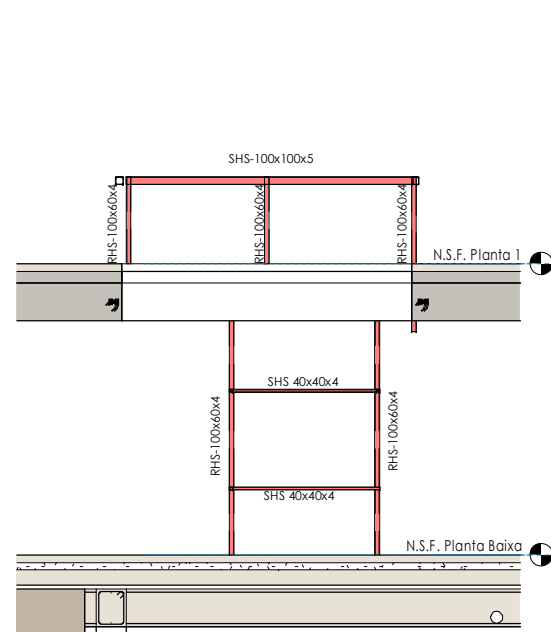 SHS-100x100x5
RHS-100x60x4
RHS-100x60x4
RHS-100x60x4
N.S.F. Planta 1
SHS 40x40x4
RHS-100x60x4
RHS-100x60x4
SHS 40x40x4
N.S.F. Planta Baixa